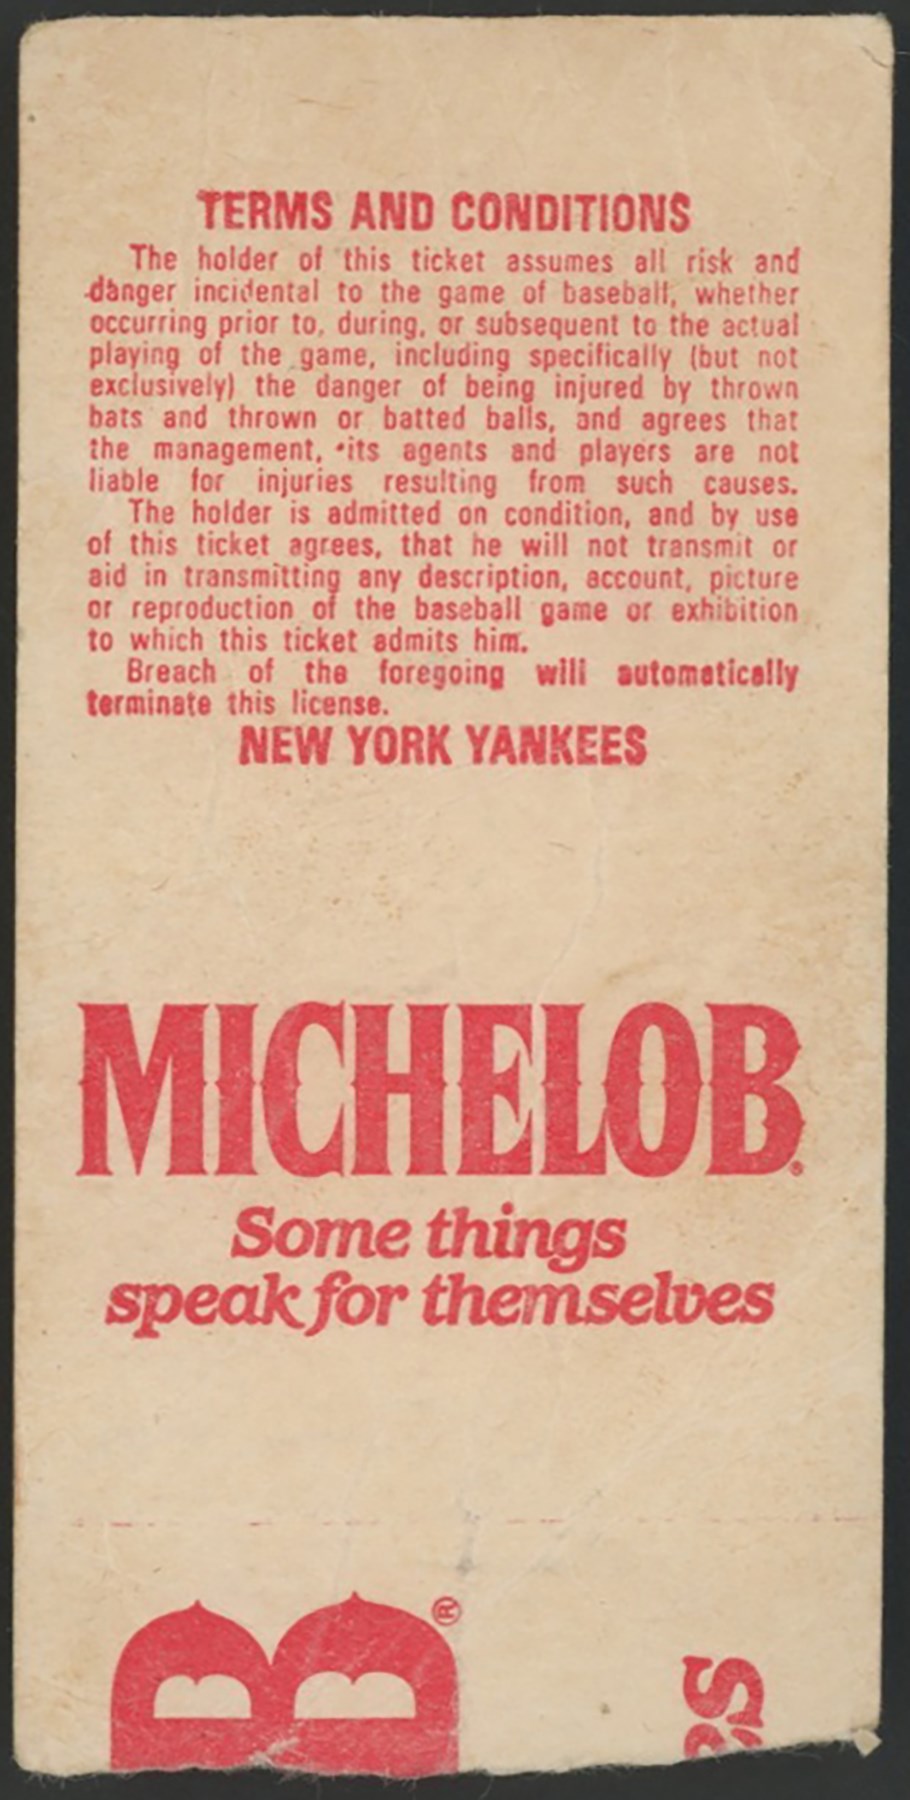 TERMS AND CONDITIONS
The holder of this ticket assumes all risk and
danger incidental to the game of baseball, whether
occurring prior to, during, or subsequent to the actual
playing of the game, including specifically (but not
exclusively) the danger of being injured by thrown
bats and thrown or batted balls, and agrees that
the management, its agents and players are not
liable for injuries resulting from such causes.
The holder is admitted on condition, and by use
of this ticket agrees, that he will not transmit or
aid in transmitting any description, account, picture
or reproduction of the baseball game or exhibition
to which this ticket admits him.
Breach of the foregoing will automatically
terminate this license.
NEW YORK YANKEES
MICHELOB®
Some things
speak for themselves
B®
es